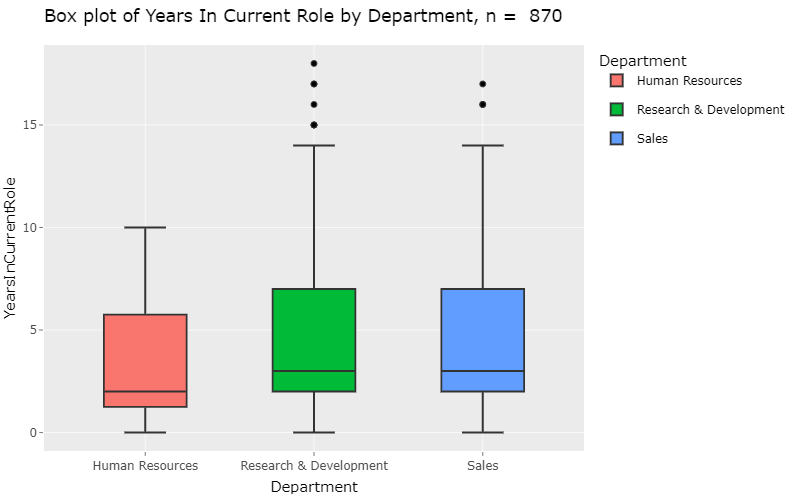 Box plot of Years In Current Role by Department, n =  870
Department
Human Resources
Research & Development
Sales
YearsInCurrentRole
15
10
5
0
Human Resources
Research & Development
Sales
Department